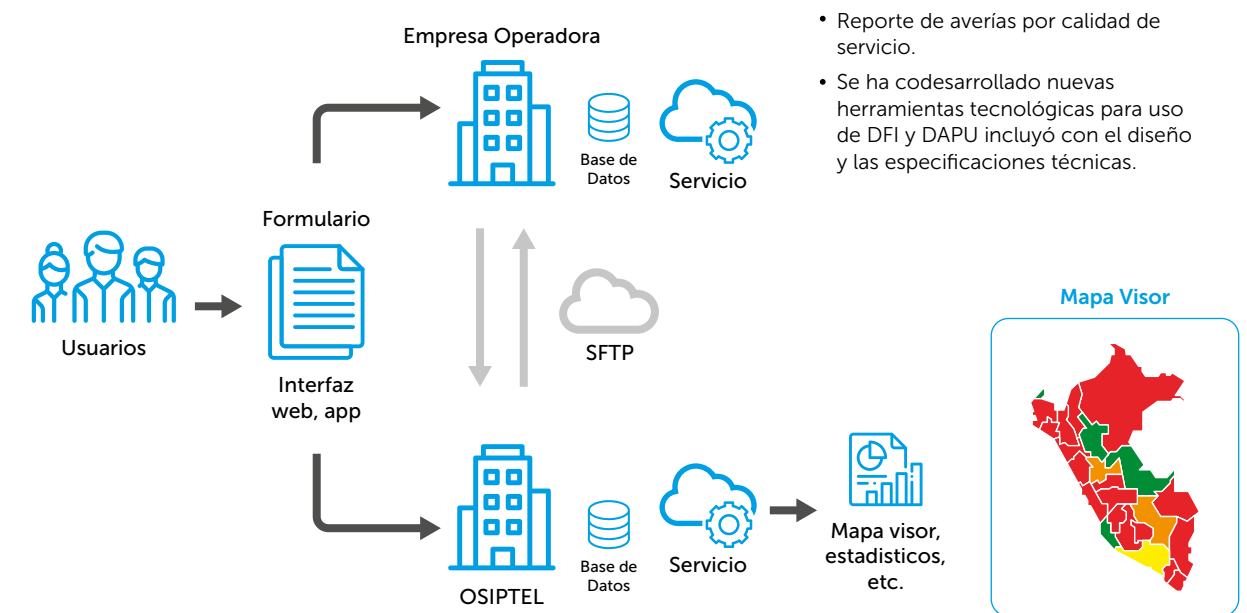 • Reporte de averías por calidad de
servicio.
• Se ha codesarrollado nuevas
herramientas tecnológicas para uso
de DFI y DAPU incluyó con el diseño
y las especificaciones técnicas.
Empresa Operadora
Base de
Datos
Servicio
Formulario
Usuarios
Interfaz
web, app
SFTP
OSIPTEL
Base de
Datos
Servicio
Mapa visor,
estadisticos,
etc.
Mapa Visor